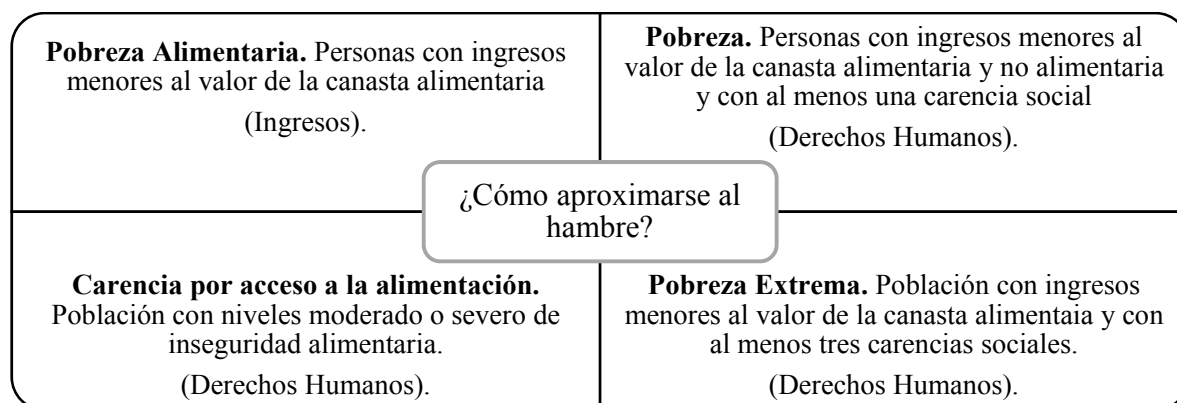 Pobreza Alimentaria. Personas con ingresos
menores al valor de la canasta alimentaria
(Ingresos).
Pobreza. Personas con ingresos menores al
valor de la canasta alimentaria y no alimentaria
y con al menos una carencia social
(Derechos Humanos).
¿Cómo aproximarse al
hambre?
Carencia por acceso a la alimentación.
Población con niveles moderado o severo de
inseguridad alimentaria.
(Derechos Humanos).
Pobreza Extrema. Población con ingresos
menores al valor de la canasta alimentaia y con
al menos tres carencias sociales.
(Derechos Humanos).